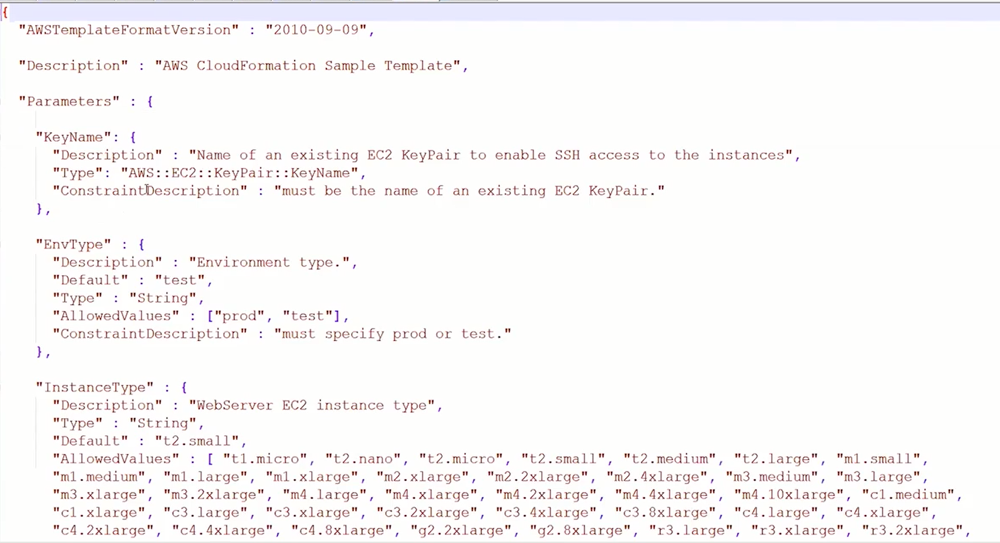 {
"AWSTemplateFormatVersion" : "2010-09-09",
"Description" : "AWS CloudFormation Sample Template",
"Parameters" : {
"KeyName": {
"Description" : "Name of an existing EC2 KeyPair to enable SSH access to the instances",
"Type": "AWS::EC2::KeyPair::KeyName",
"ConstraintDescription" : "must be the name of an existing EC2 KeyPair."
},
"EnvType" : {
"Description" : "Environment type.",
"Default" : "test",
"Type" : "String",
"AllowedValues" : ["prod", "test"],
"ConstraintDescription" : "must specify prod or test."
},
"InstanceType" : {
"Description" : "WebServer EC2 instance type",
"Type" : "String",
"Default" : "t2.small",
"AllowedValues" : [ "t1.micro", "t2.nano", "t2.micro", "t2.small", "t2.medium", "t2.large", "m1.small",
"m1.medium", "m1.large", "m1.xlarge", "m2.xlarge", "m2.2xlarge", "m2.4xlarge", "m3.medium", "m3.large",
"m3.xlarge", "m3.2xlarge", "m4.large", "m4.xlarge", "m4.2xlarge", "m4.4xlarge", "m4.10xlarge", "c1.medium",
"c1.xlarge", "c3.large", "c3.xlarge", "c3.2xlarge", "c3.4xlarge", "c3.8xlarge", "c4.large", "c4.xlarge",
"c4.2xlarge", "c4.4xlarge", "c4.8xlarge", "g2.2xlarge", "g2.8xlarge", "r3.large", "r3.xlarge", "r3.2xlarge",